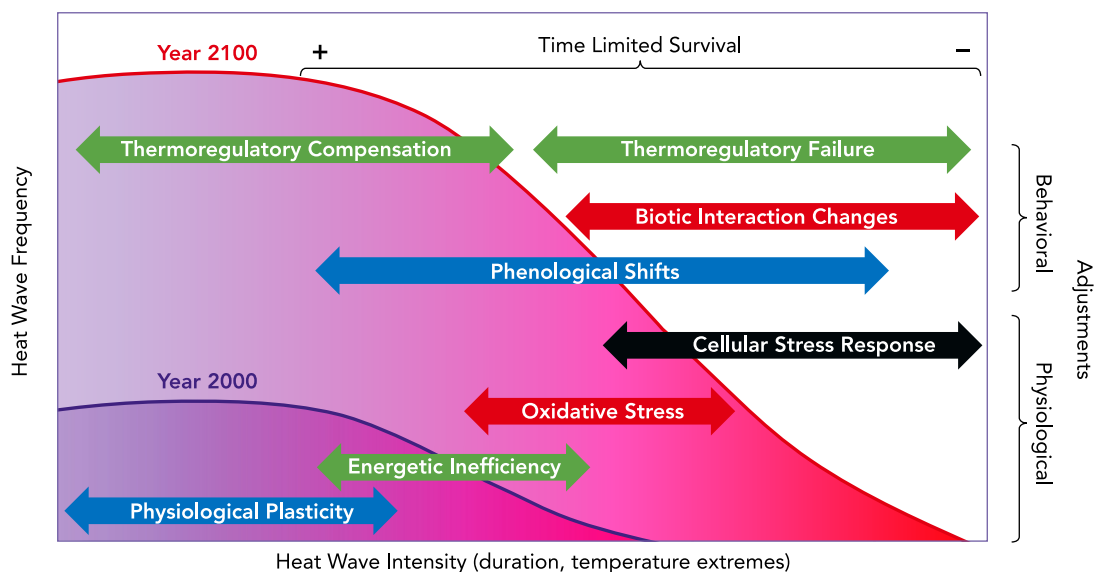 Year 2100
+
Time Limited Survival
−
Thermoregulatory Compensation
Thermoregulatory Failure
Biotic Interaction Changes
Phenological Shifts
Cellular Stress Response
Year 2000
Oxidative Stress
Energetic Inefficiency
Physiological Plasticity
Heat Wave Frequency
Heat Wave Intensity (duration, temperature extremes)
Behavioral
Physiological
Adjustments